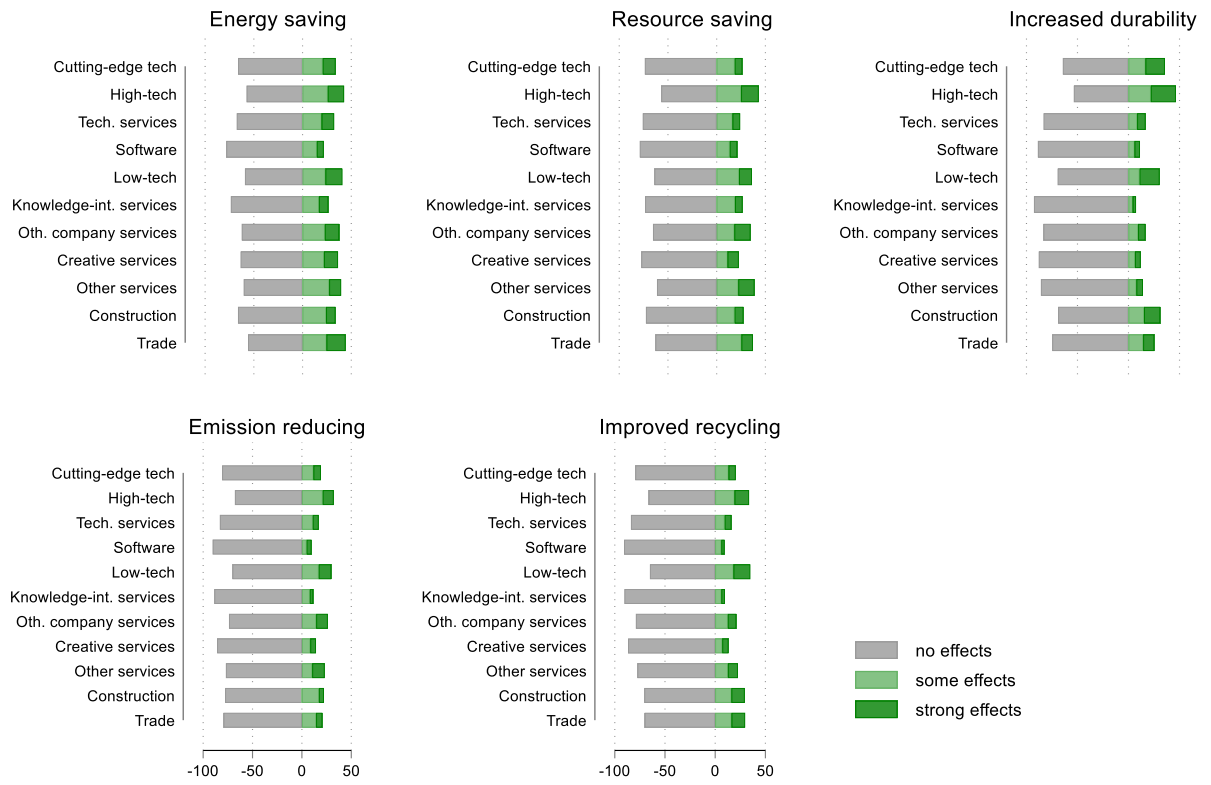 Energy saving
Cutting-edge tech
High-tech
Tech. services
Software
Low-tech
Knowledge-int. services
Oth. company services
Creative services
Other services
Construction
Trade
Resource saving
Cutting-edge tech
High-tech
Tech. services
Software
Low-tech
Knowledge-int. services
Oth. company services
Creative services
Other services
Construction
Trade
Increased durability
Cutting-edge tech
High-tech
Tech. services
Software
Low-tech
Knowledge-int. services
Oth. company services
Creative services
Other services
Construction
Trade
Emission reducing
Cutting-edge tech
High-tech
Tech. services
Software
Low-tech
Knowledge-int. services
Oth. company services
Creative services
Other services
Construction
Trade
-100 -50 0 50
Improved recycling
Cutting-edge tech
High-tech
Tech. services
Software
Low-tech
Knowledge-int. services
Oth. company services
Creative services
Other services
Construction
Trade
-100 -50 0 50
no effects
some effects
strong effects